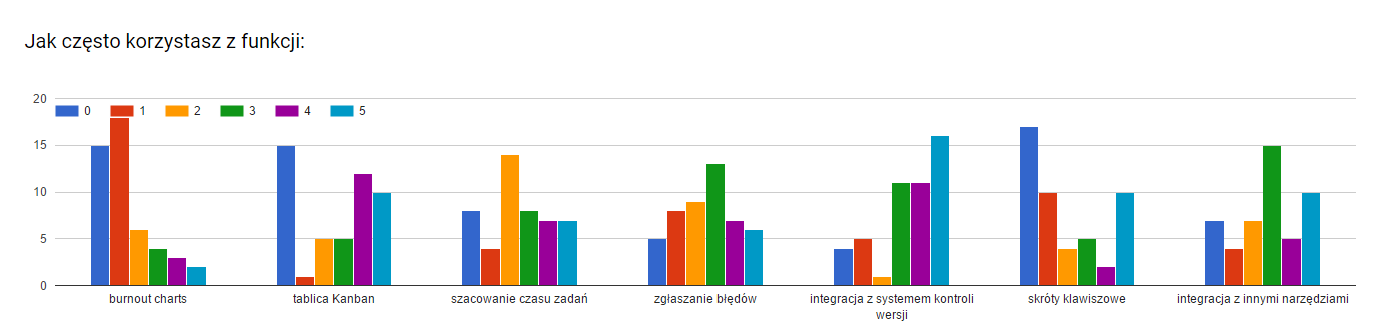 Jak często korzystasz z funkcji:
20
0 1 2 3 4 5
15
10
5
0
burnout charts tablica Kanban szacowanie czasu zadań zgłaszanie błędów integracja z systemem kontroli skróty klawiszowe integracja z innymi narzędziami
wersji